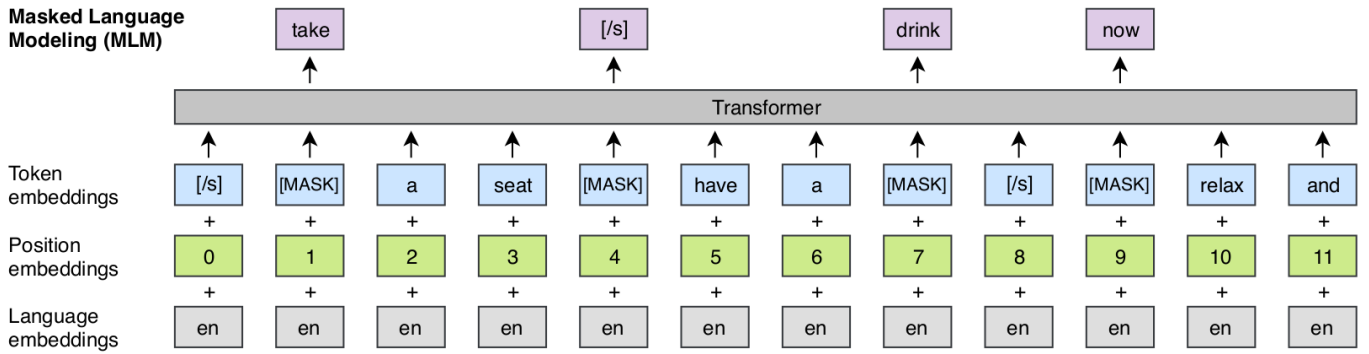 Masked Language
Modeling (MLM)
take [/s] drink now
Transformer
Token
embeddings
[/s] [MASK] a seat [MASK] have a [MASK] [/s] [MASK] relax and
+ + + + + + + + + + + +
Position
embeddings
0 1 2 3 4 5 6 7 8 9 10 11
+ + + + + + + + + + + +
Language
embeddings
en en en en en en en en en en en en